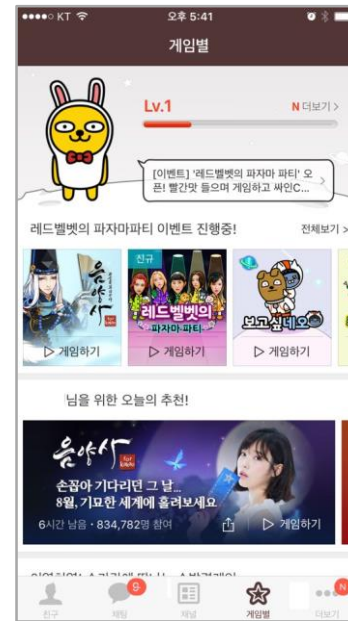 KT 오후 5:41
게임별
Lv.1
N 더보기 >
[이벤트] '레드벨벳의 파자마 파티' 오
픈! 빨간맛 들으며 게임하고 싸인C...
레드벨벳의 파자마파티 이벤트 진행중!
전체보기 >
음양사
for kakao
신규
레드벨벳의
파자마 파티
보고싶네오
▷ 게임하기
▷ 게임하기
▷ 게임하기
님을 위한 오늘의 추천!
음양사
for kakao
손꼽아 기다리던 그 날_
8월, 기묘한 세계에 홀려보세요
6시간 남음 · 834,782명 참여
▷ 게임하기
9
N
친구
채팅
채널
게임별
더보기